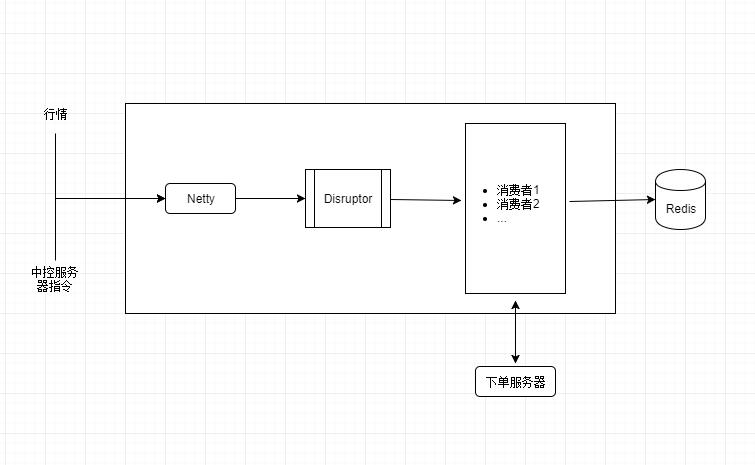 行情
Netty
Disruptor
消费者1
消费者2
...
Redis
中控服务
器指令
下单服务器